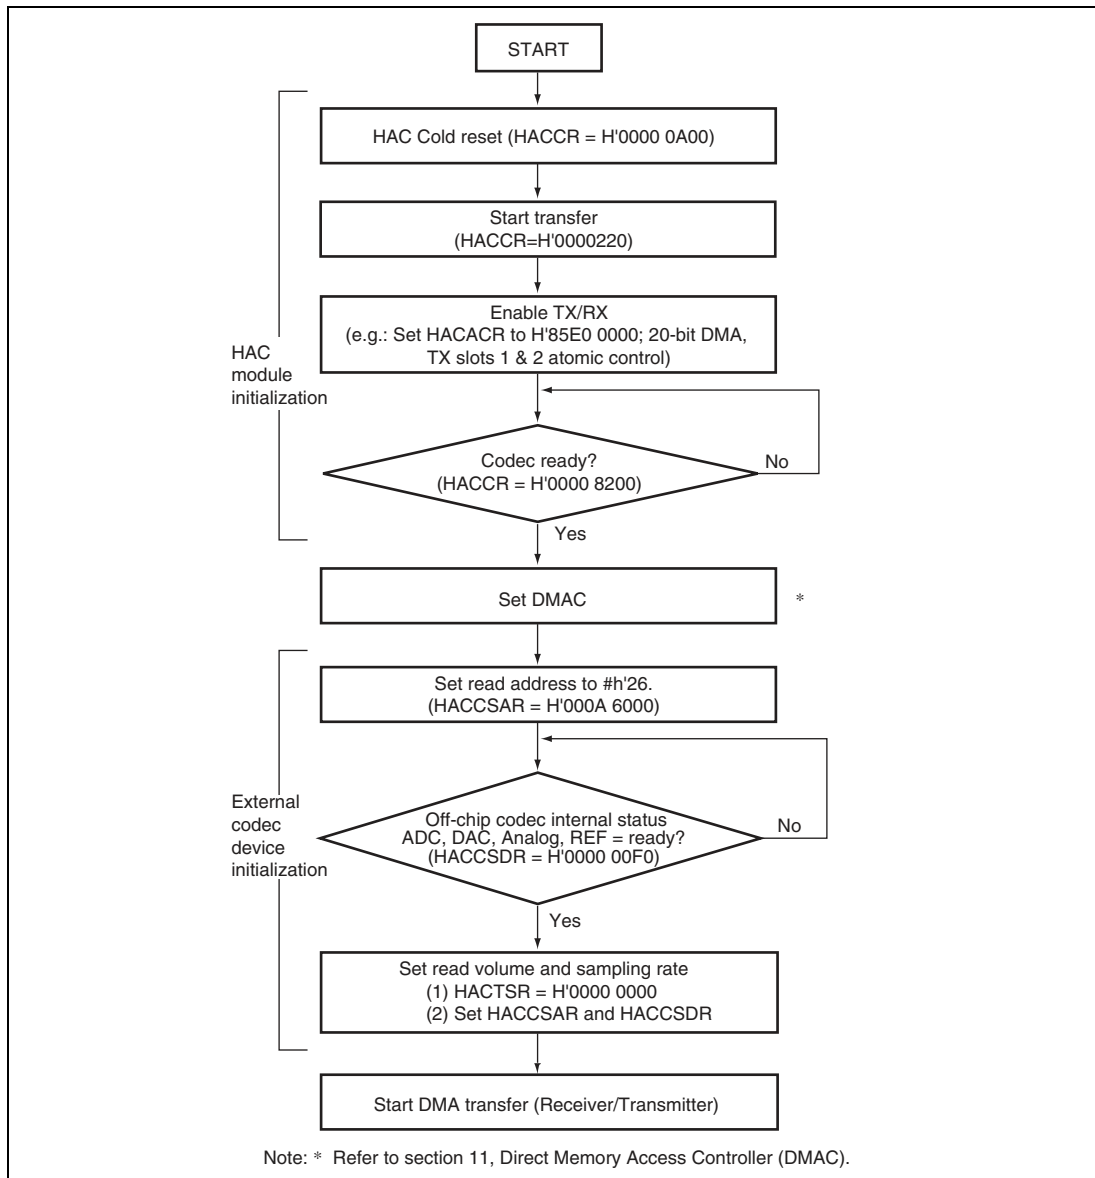 START
HAC Cold reset (HACCR = H'0000 0A00)
Start transfer
(HACCR=H'0000220)
Enable TX/RX
(e.g.: Set HACACR to H'85E0 0000; 20-bit DMA,
TX slots 1 & 2 atomic control)
HAC
module
initialization
Codec ready?
(HACCR = H'0000 8200)
No
Yes
Set DMAC
*
Set read address to #h'26.
(HACCSAR = H'000A 6000)
External
codec
device
initialization
Off-chip codec internal status
ADC, DAC, Analog, REF = ready?
(HACCSDR = H'0000 00F0)
No
Yes
Set read volume and sampling rate
(1) HACTSR = H'0000 0000
(2) Set HACCSAR and HACCSDR
Start DMA transfer (Receiver/Transmitter)
Note: * Refer to section 11, Direct Memory Access Controller (DMAC).